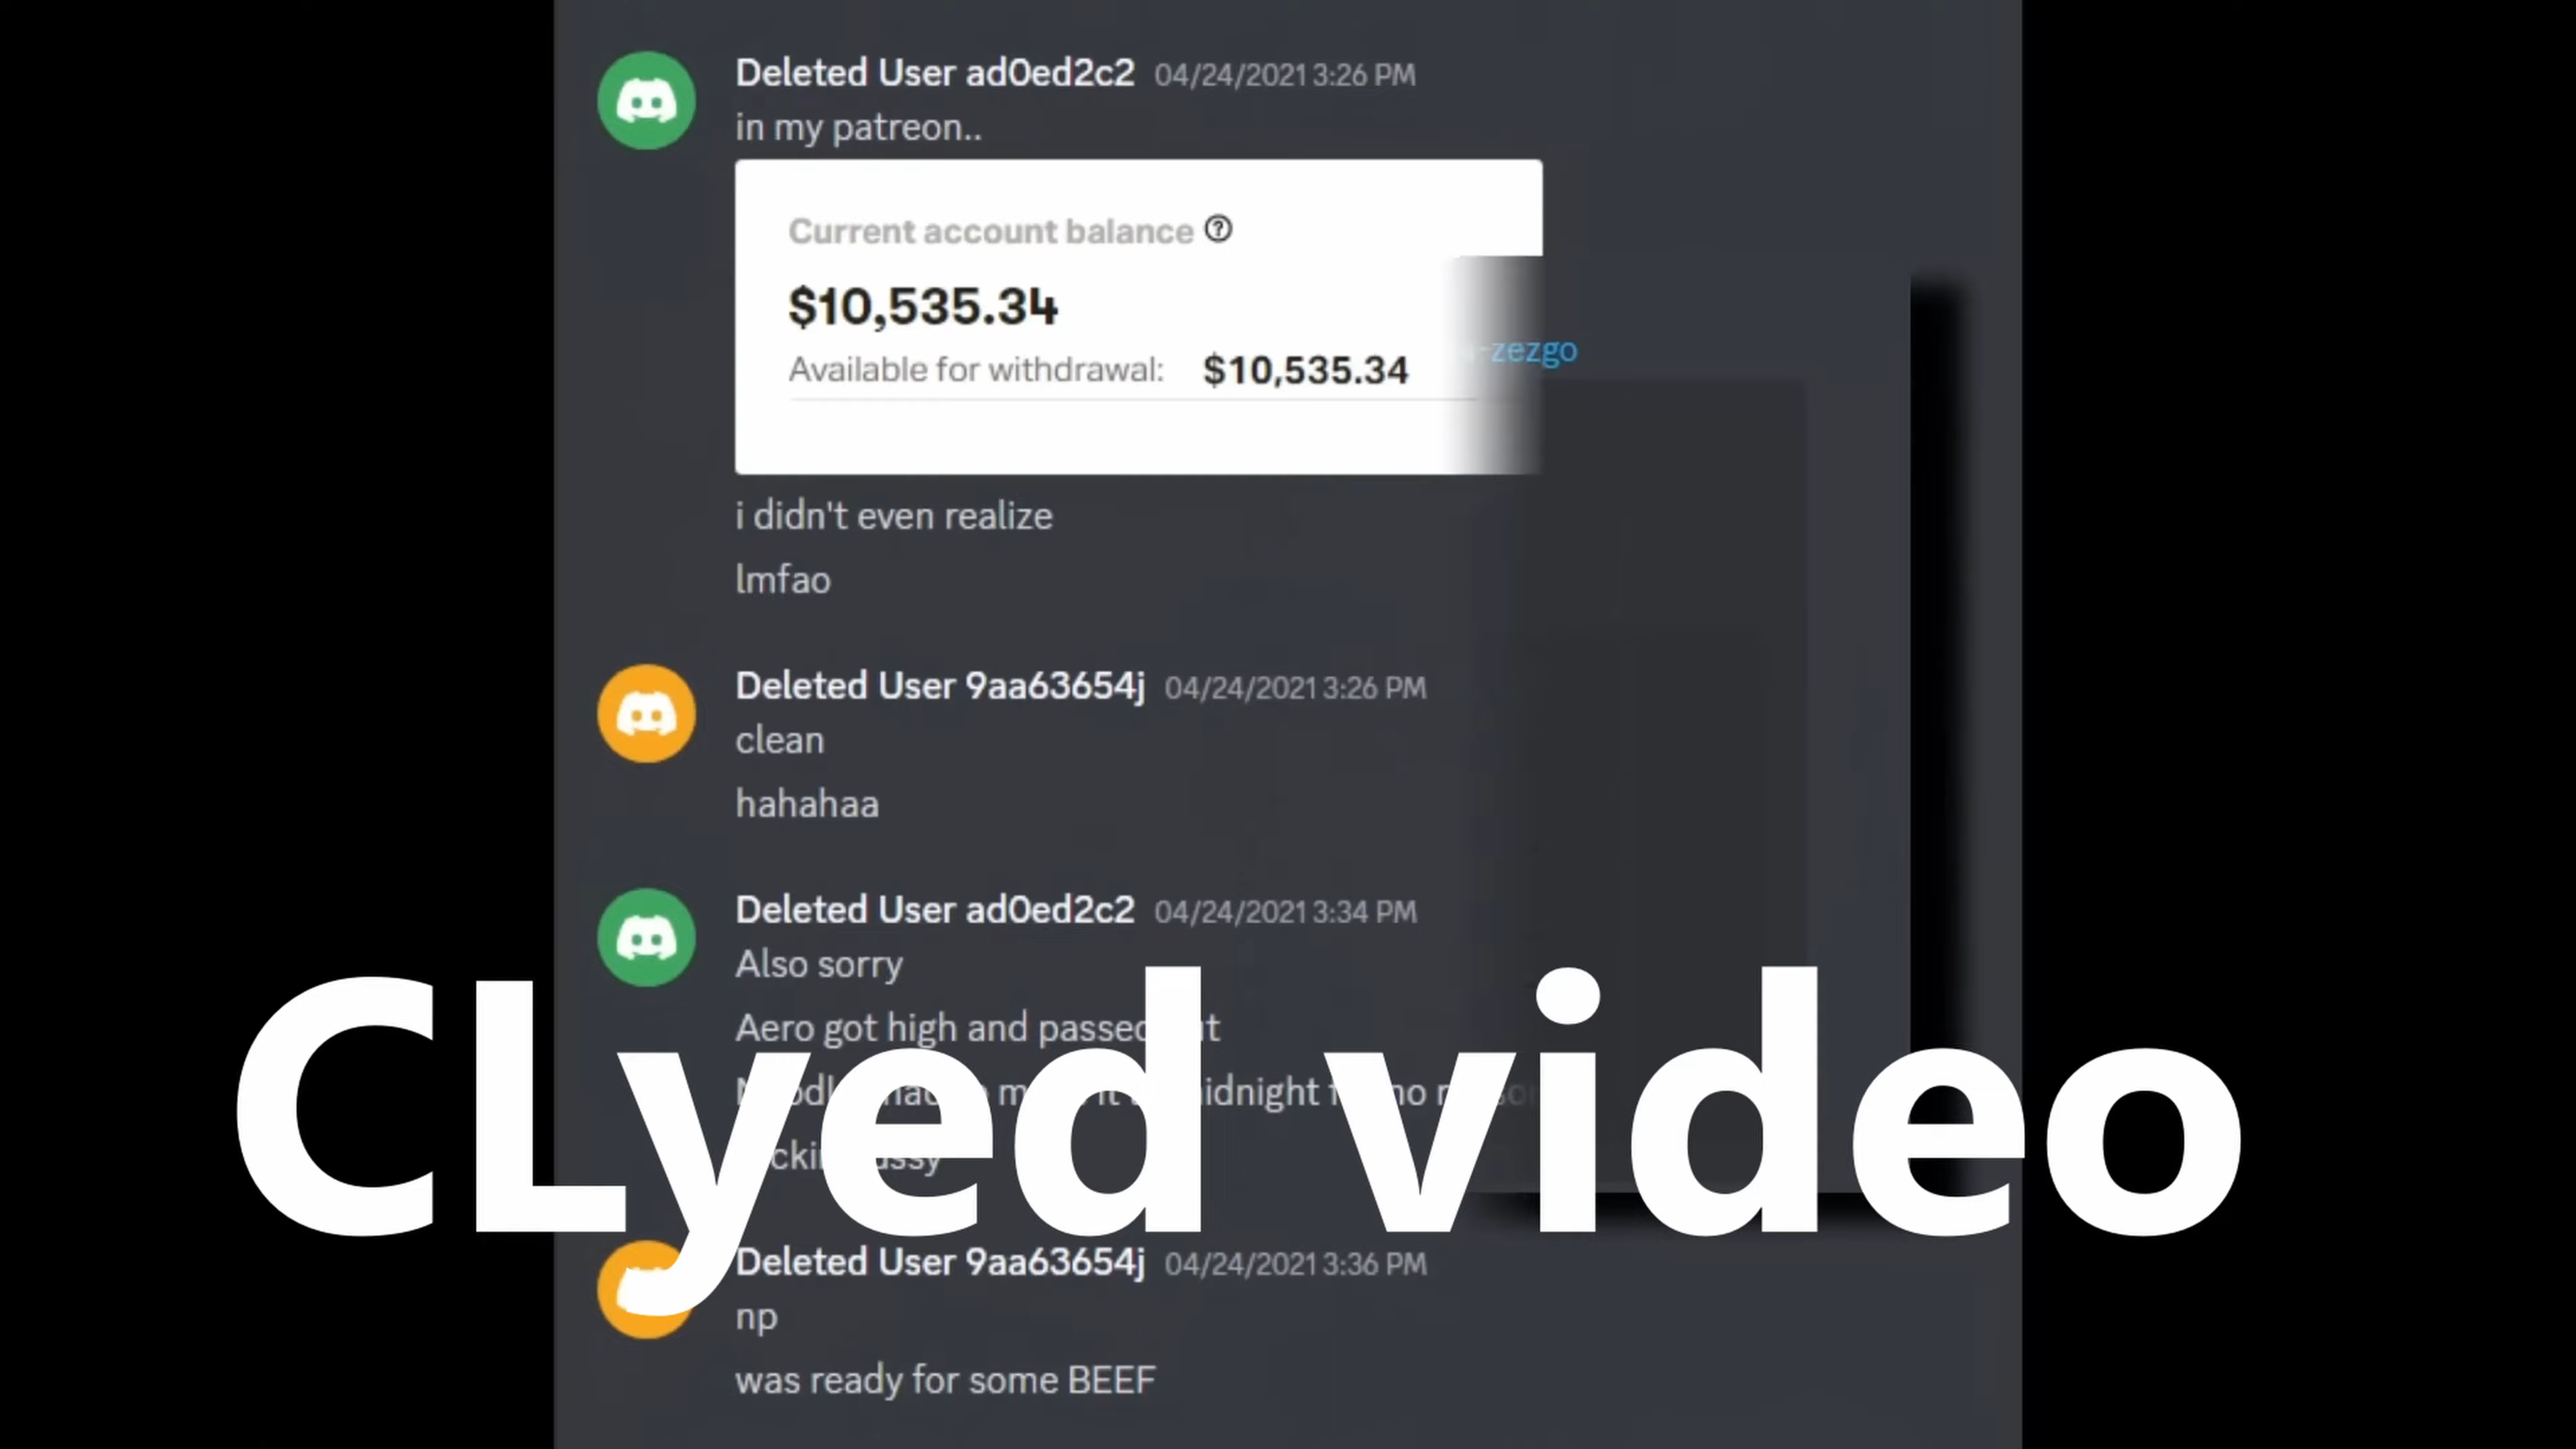 Deleted User ad0ed2c2 04/24/2021 3:26 PM
in my patreon..
Current account balance ?
$10,535.34
Available for withdrawal: $10,535.34
-zezgo
i didn't even realize
lmfao
Deleted User 9aa63654j 04/24/2021 3:26 PM
clean
hahahaa
Deleted User ad0ed2c2 04/24/2021 3:34 PM
Also sorry
Aero got high and passed
midnight no
CLyed video
Deleted User 9aa63654j 04/24/2021 3:36 PM
np
was ready for some BEEF